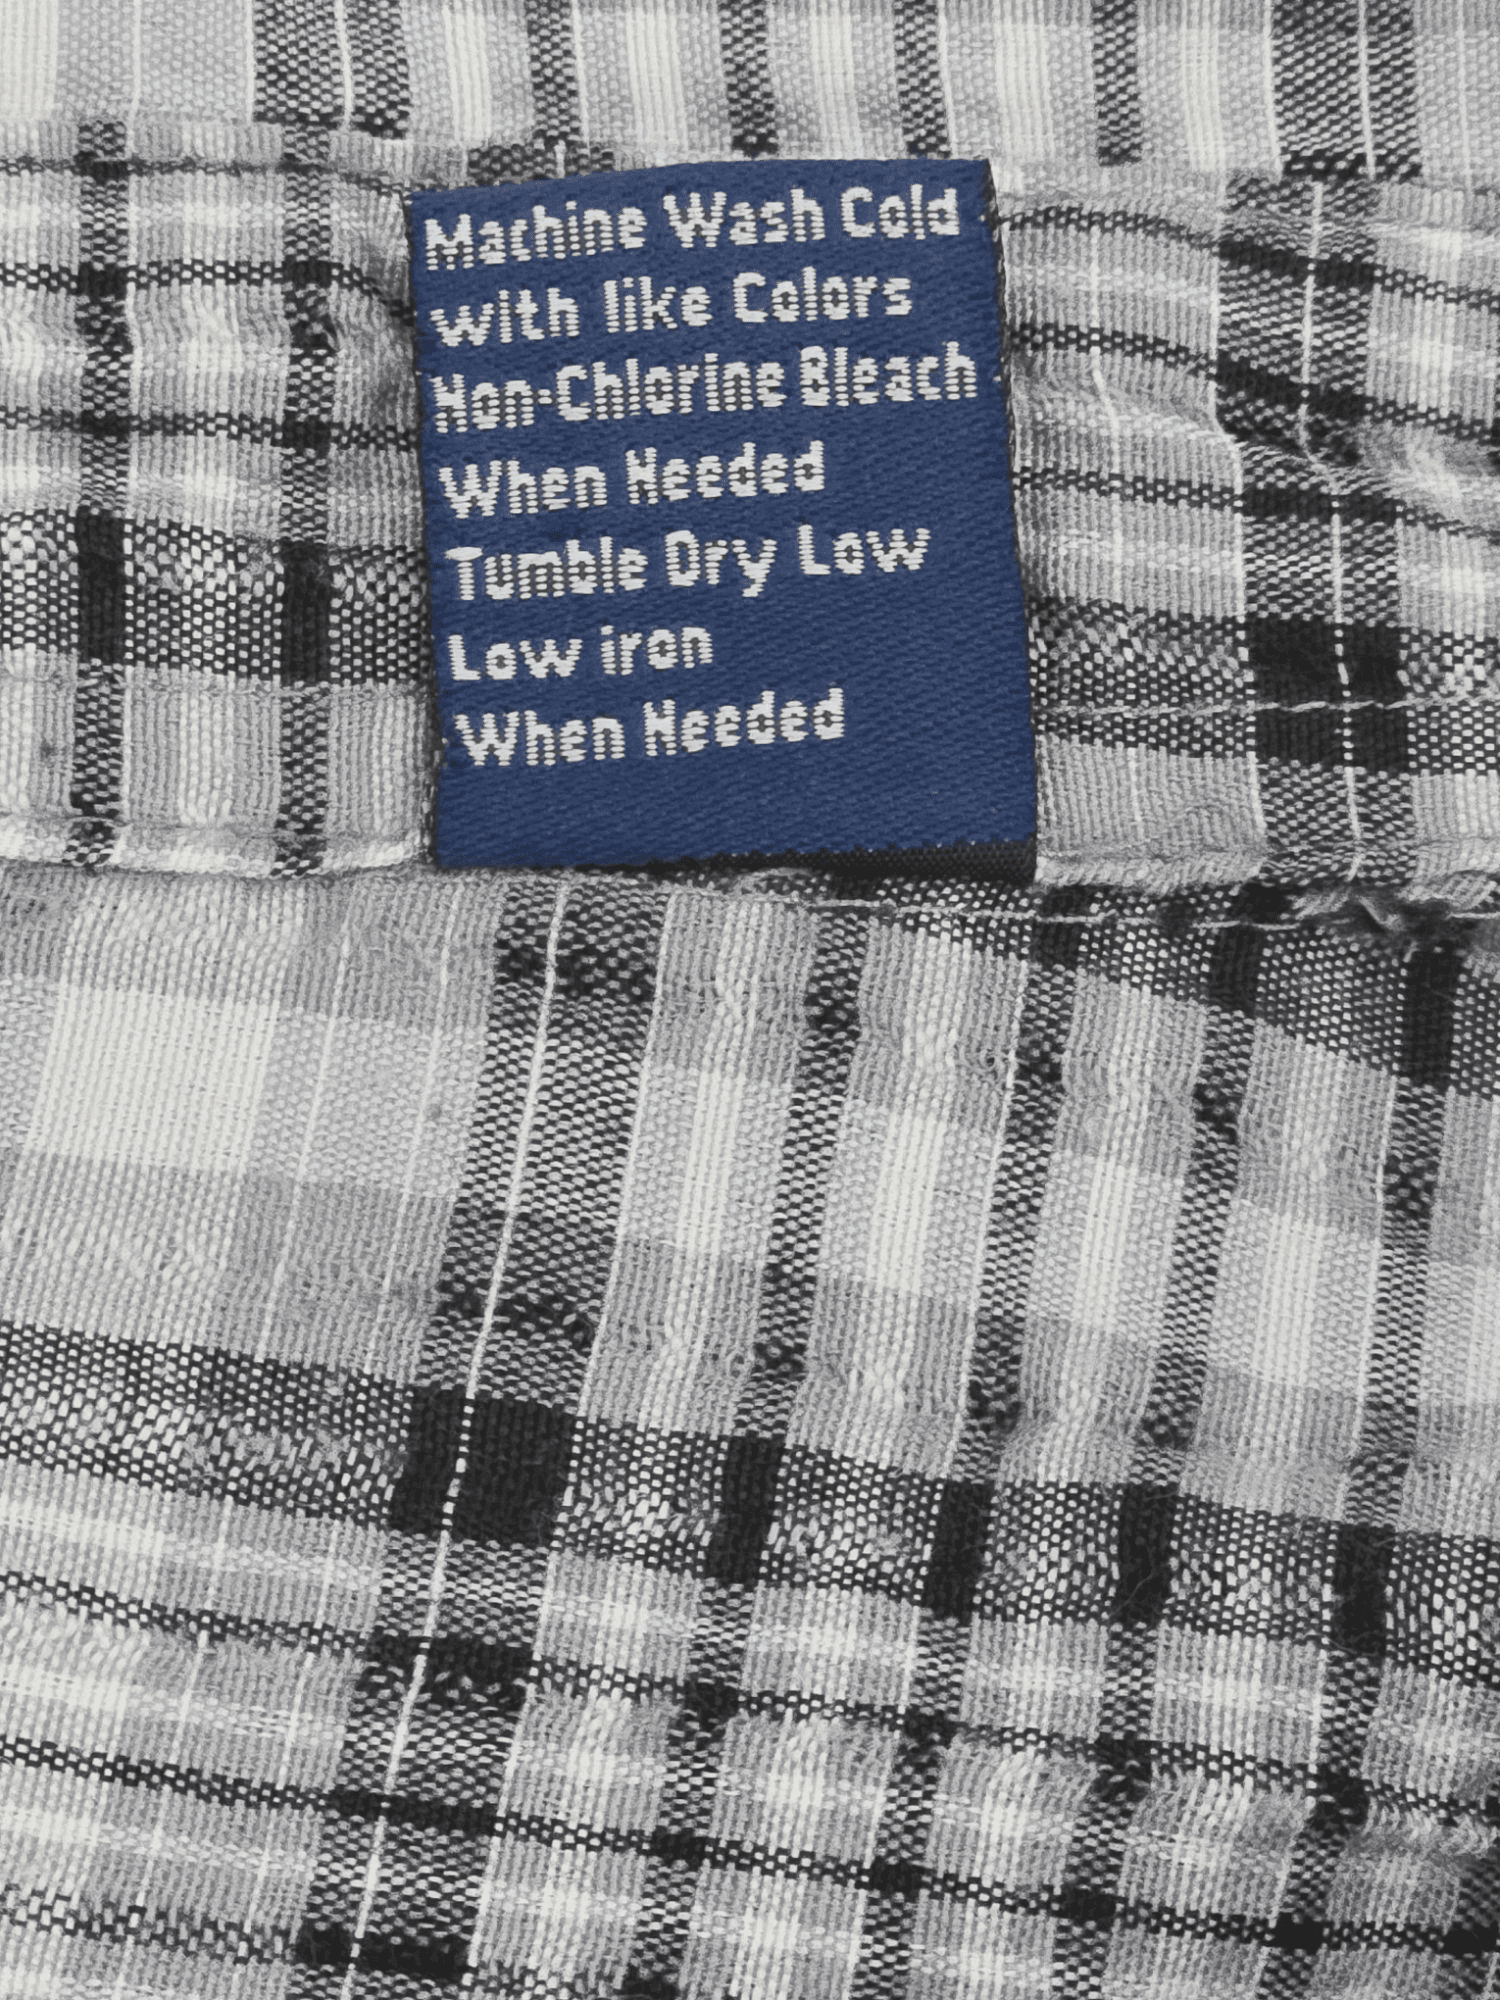 Machine Wash Cold
With like Colors
Non-Chlorine Bleach
When Needed
Tumble Dry Low
Low iron
When Needed